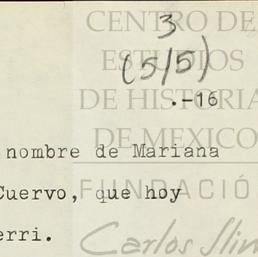 CENTRO DE
3
ESTUDIOS
(5/5)
DE HISTORIA
.-16
DE MEXICO
nombre de Mariana
Cuervo, que hoy
FUNDACIÓ
erri.
Carlos Slim